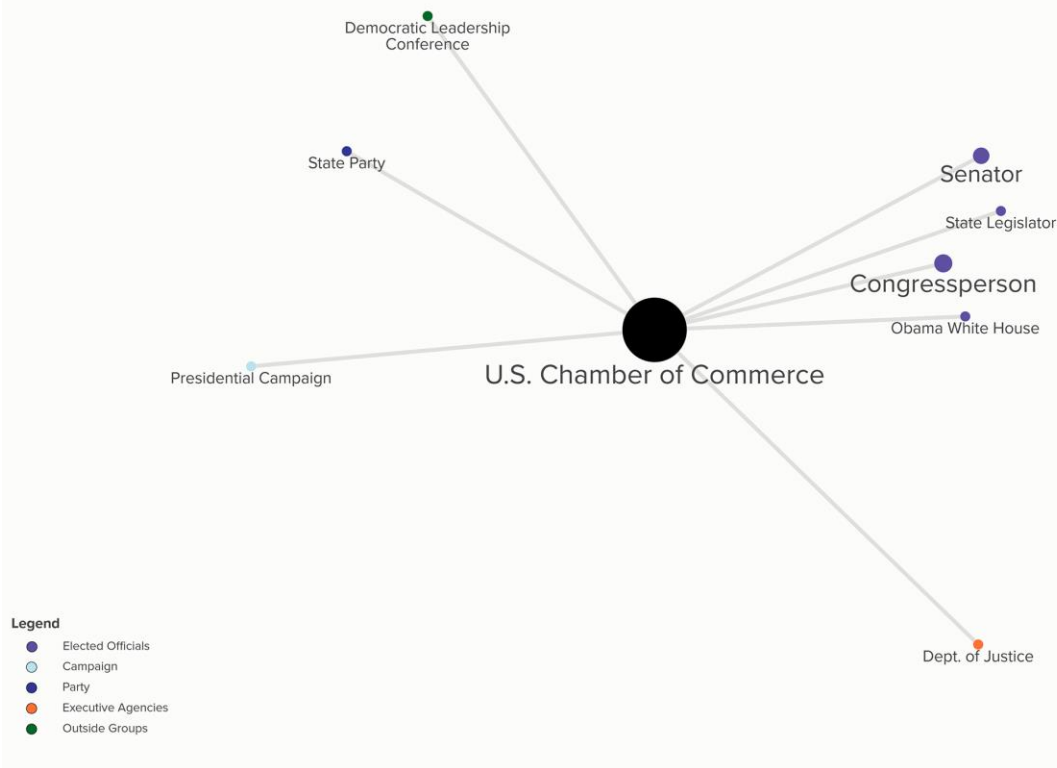 Democratic Leadership
Conference
State Party
Senator
State Legislator
Congressperson
Obama White House
Presidential Campaign
U.S. Chamber of Commerce
Legend
Elected Officials
Campaign
Party
Executive Agencies
Outside Groups
Dept. of Justice